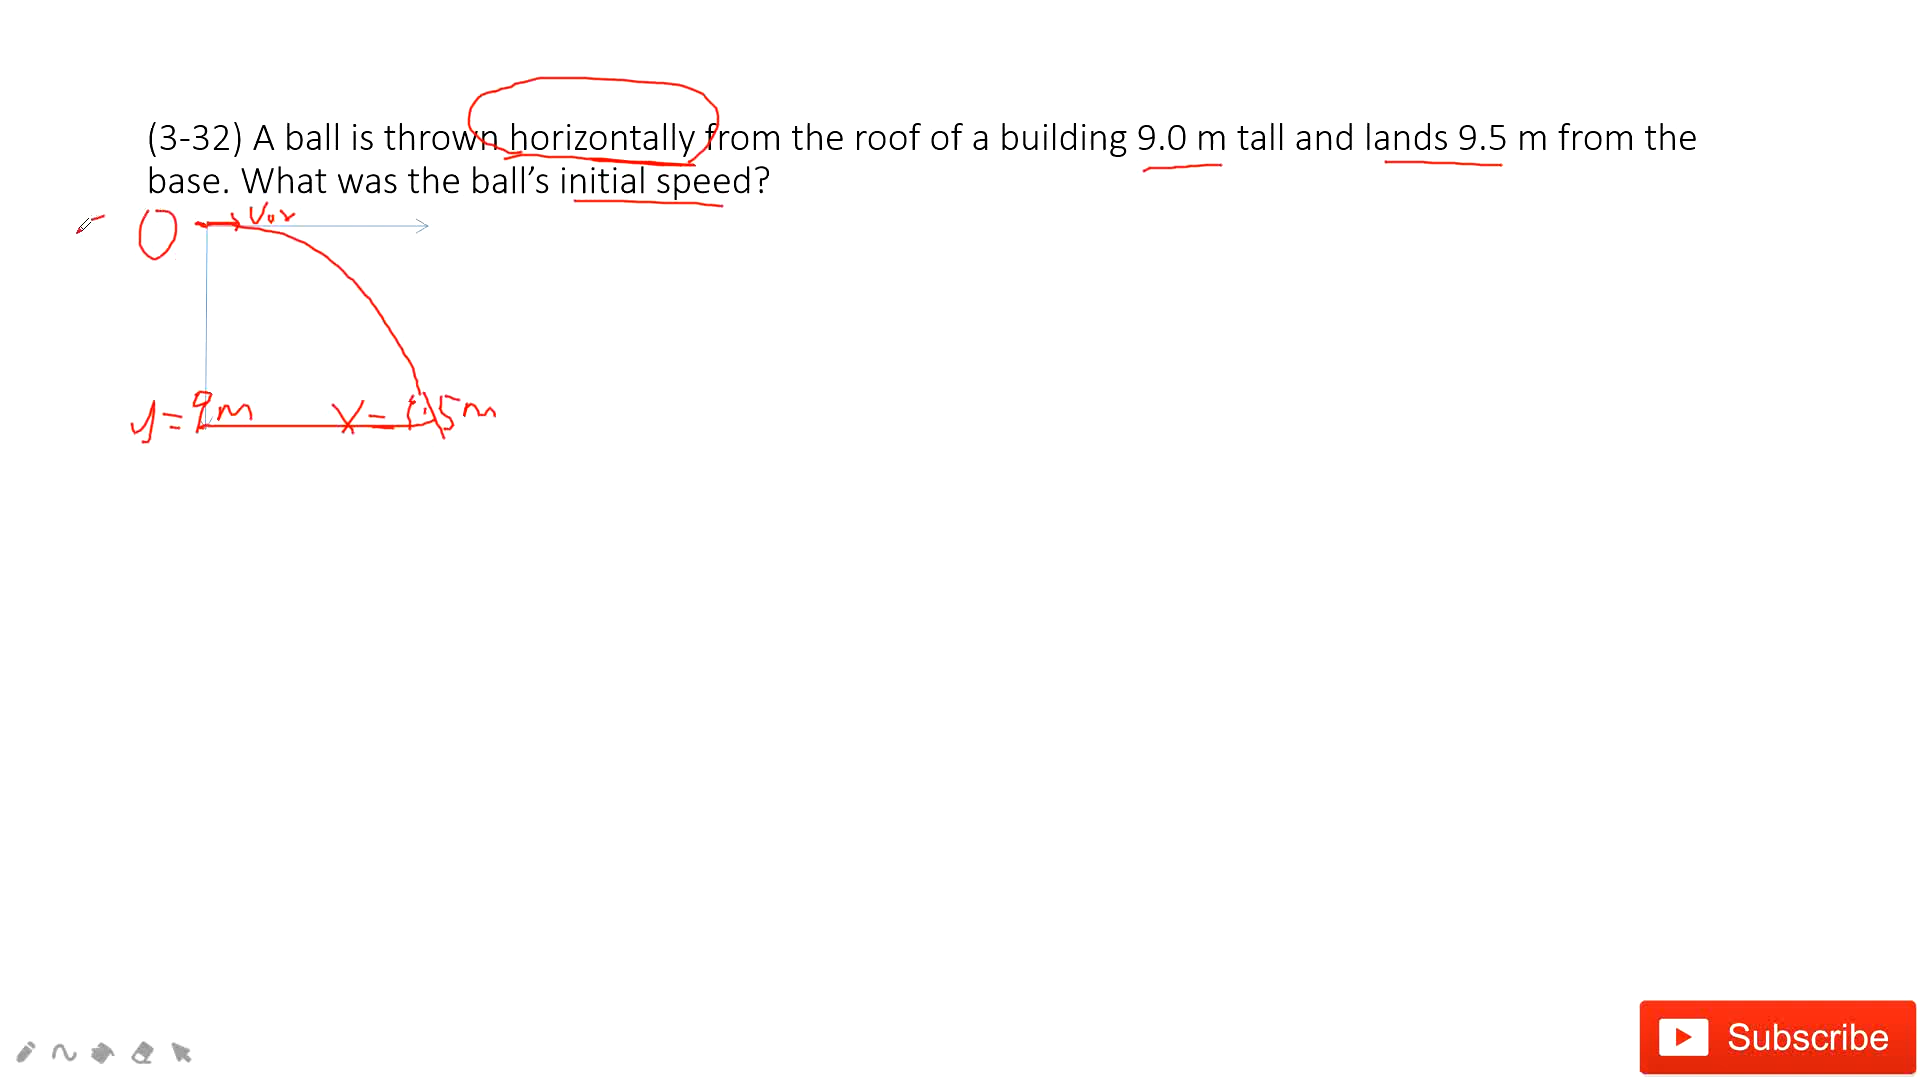 (3-32) A ball is thrown horizontally from the roof of a building 9.0 m tall and lands 9.5 m from the
base. What was the ball’s initial speed?
O Vox
y = 9m x = 9.5m
Subscribe